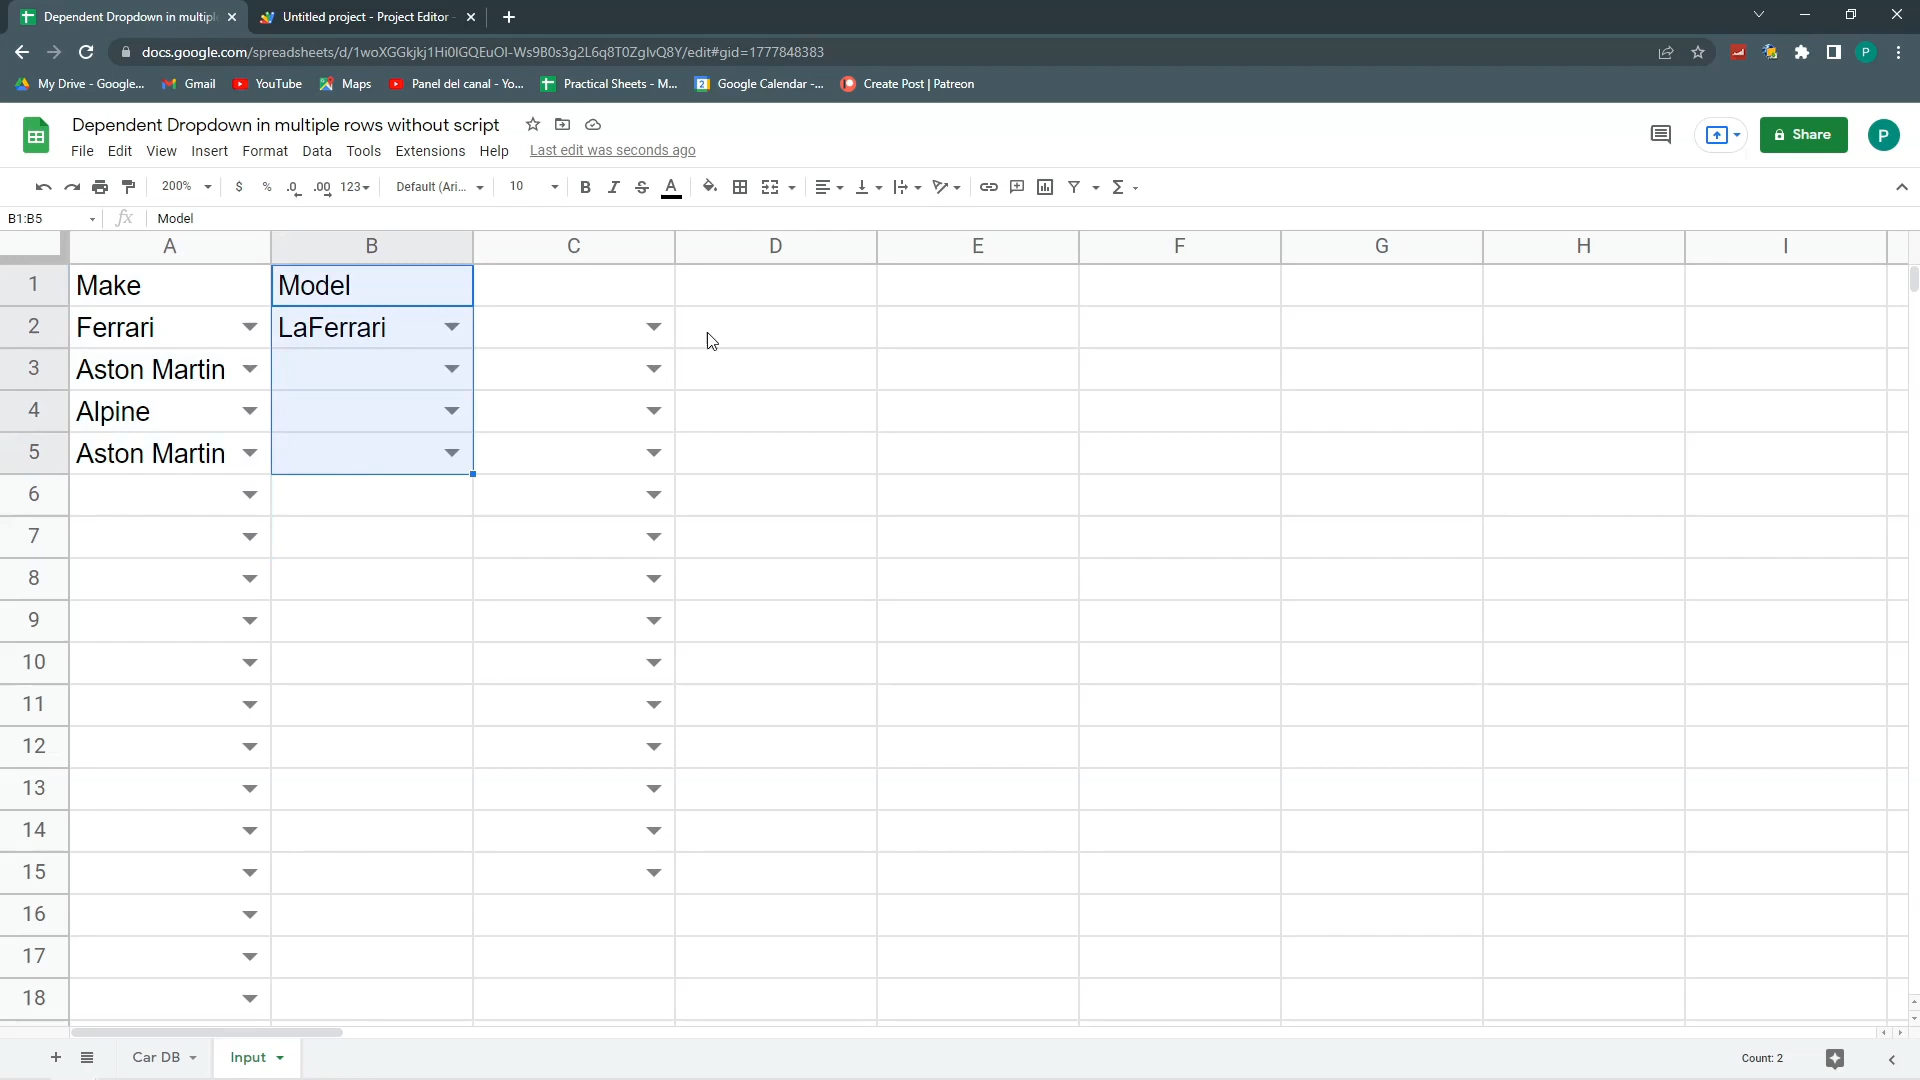 Dependent Dropdown in multipl
Untitled project - Project Editor
docs.google.com/spreadsheets/d/1woXGGkjkj1Hi0lGQEuOl-Ws9B0s3g2L6q8T0ZglvQ8Y/edit#gid=1777848383
P
My Drive - Google...
Gmail
YouTube
Maps
Panel del canal - Yo...
Practical Sheets - M...
Google Calendar -...
Create Post | Patreon
Dependent Dropdown in multiple rows without script
File Edit View Insert Format Data Tools Extensions Help Last edit was seconds ago
Share
P
200% $ % .0 .00 123 Default (Ari... 10 B I S A Σ
B1:B5 fx Model
A B C D E F G H I
1 Make Model
2 Ferrari LaFerrari
3 Aston Martin
4 Alpine
5 Aston Martin
6
7
8
9
10
11
12
13
14
15
16
17
18
+ Car DB Input Count: 2